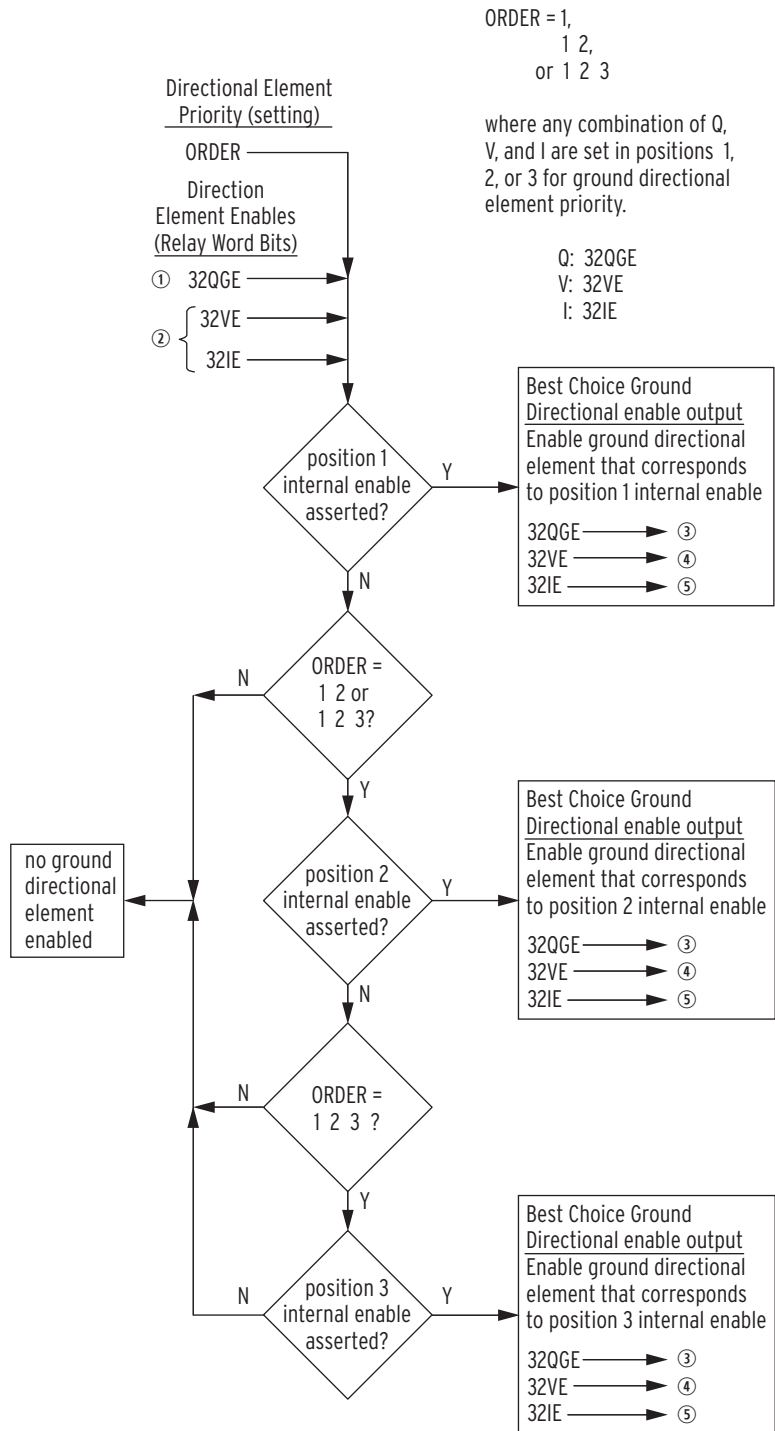 ORDER = 1,
1 2,
or 1 2 3
where any combination of Q,
V, and I are set in positions 1,
2, or 3 for ground directional
element priority.
Q: 32QGE
V: 32VE
I: 32IE
Directional Element
Priority (setting)
ORDER
Direction
Element Enables
(Relay Word Bits)
① 32QGE
② 32VE
32IE
position 1
internal enable
asserted?
Y
N
Best Choice Ground
Directional enable output
Enable ground directional
element that corresponds
to position 1 internal enable
32QGE ③
32VE ④
32IE ⑤
ORDER =
1 2 or
1 2 3?
N
Y
no ground
directional
element
enabled
position 2
internal enable
asserted?
Y
N
Best Choice Ground
Directional enable output
Enable ground directional
element that corresponds
to position 2 internal enable
32QGE ③
32VE ④
32IE ⑤
ORDER =
1 2 3 ?
N
Y
position 3
internal enable
asserted?
N
Y
Best Choice Ground
Directional enable output
Enable ground directional
element that corresponds
to position 3 internal enable
32QGE ③
32VE ④
32IE ⑤